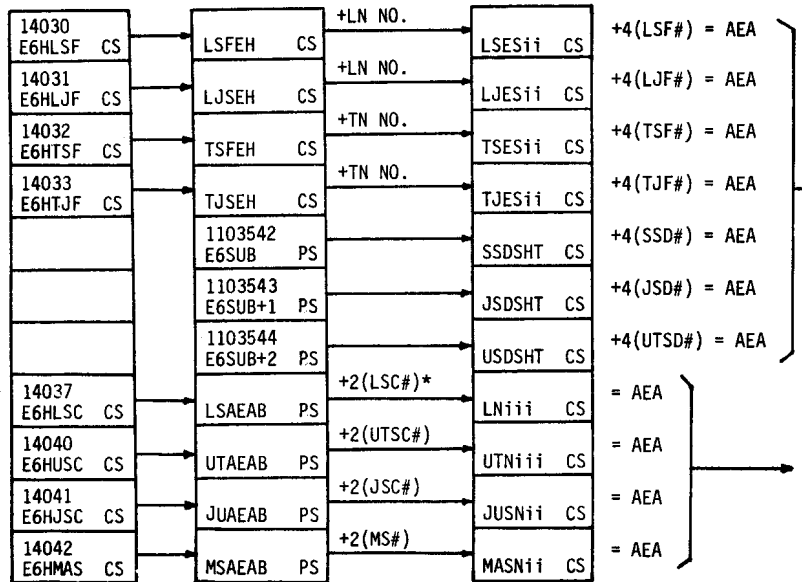 14030
E6HLSF CS
LSFEH CS
+LN NO.
LSESii CS
+4(LSF#) = AEA
14031
E6HLJF CS
LJSEH CS
+LN NO.
LJESii CS
+4(LJF#) = AEA
14032
E6HTSF CS
TSFEH CS
+TN NO.
TSESii CS
+4(TSF#) = AEA
14033
E6HTJF CS
TJSEH CS
+TN NO.
TJESii CS
+4(TJF#) = AEA
1103542
E6SUB PS
SSDSHT CS
+4(SSD#) = AEA
1103543
E6SUB+1 PS
JSDSHT CS
+4(JSD#) = AEA
1103544
E6SUB+2 PS
USDSHT CS
+4(UTSD#) = AEA
14037
E6HLSC CS
LSAEAB PS
+2(LSC#)*
LNiii CS
= AEA
14040
E6HUSC CS
UTAEAB PS
+2(UTSC#)
UTNiii CS
= AEA
14041
E6HJSC CS
JUAEAB PS
+2(JSC#)
JUSNii CS
= AEA
14042
E6HMAS CS
MSAEAB PS
+2(MS#)
MASNii CS
= AEA